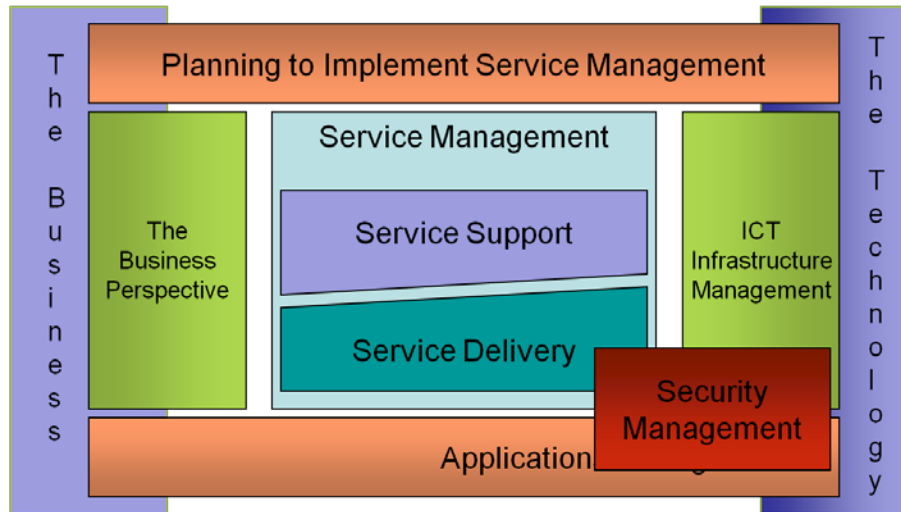 The Business
Planning to Implement Service Management
The Technology
The
Business
Perspective
Service Management
Service Support
Service Delivery
ICT
Infrastructure
Management
Security
Management
Application